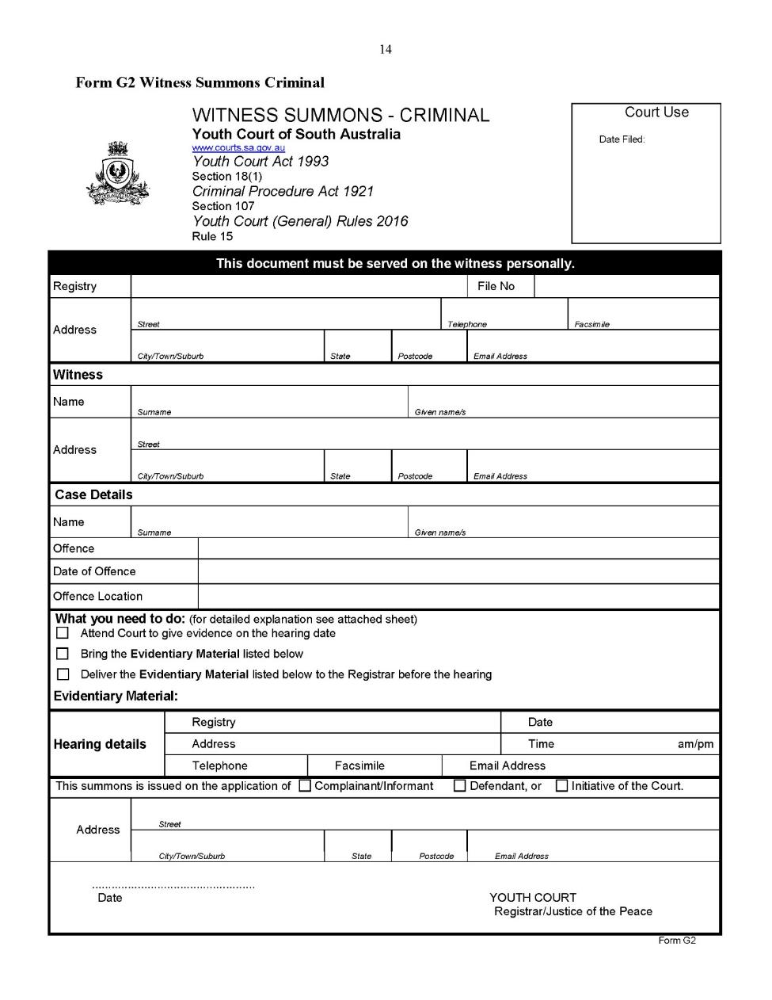 14
Form G2 Witness Summons Criminal
WITNESS SUMMONS - CRIMINAL
Youth Court of South Australia
www.courts.sa.gov.au
Youth Court Act 1993
Section 18(1)
Criminal Procedure Act 1921
Section 107
Youth Court (General) Rules 2016
Rule 15
Court Use
Date Filed:
This document must be served on the witness personally.
Registry File No
Address
Street Telephone Facsimile
City/Town/Suburb State Postcode Email Address
Witness
Name
Surname Given name/s
Address
Street
City/Town/Suburb State Postcode Email Address
Case Details
Name
Surname Given name/s
Offence
Date of Offence
Offence Location
What you need to do: (for detailed explanation see attached sheet)
Attend Court to give evidence on the hearing date
Bring the Evidentiary Material listed below
Deliver the Evidentiary Material listed below to the Registrar before the hearing
Evidentiary Material:
Hearing details
Registry Date
Address Time am/pm
Telephone Facsimile Email Address
This summons is issued on the application of Complainant/Informant Defendant, or Initiative of the Court.
Address
Street
City/Town/Suburb State Postcode Email Address
Date
YOUTH COURT
Registrar/Justice of the Peace
Form G2